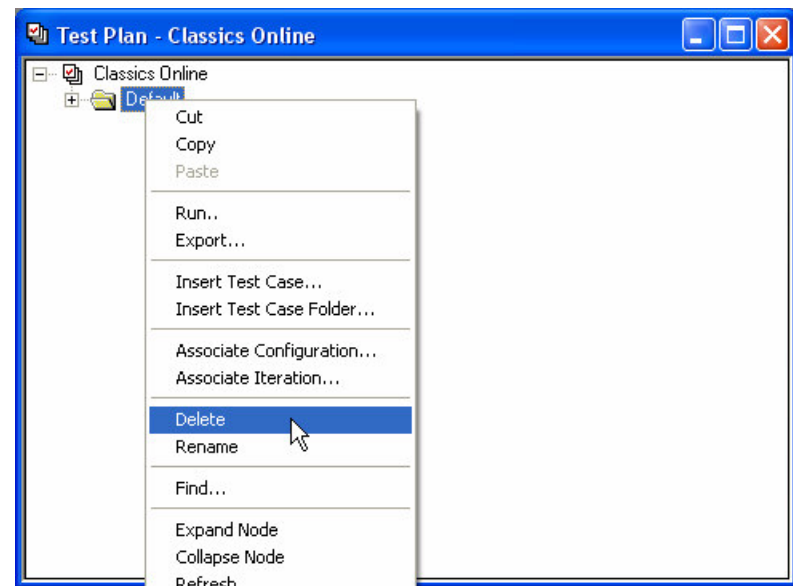 Test Plan - Classics Online
Classics Online
Default
Cut
Copy
Paste
Run..
Export...
Insert Test Case...
Insert Test Case Folder...
Associate Configuration...
Associate Iteration...
Delete
Rename
Find...
Expand Node
Collapse Node
Refresh